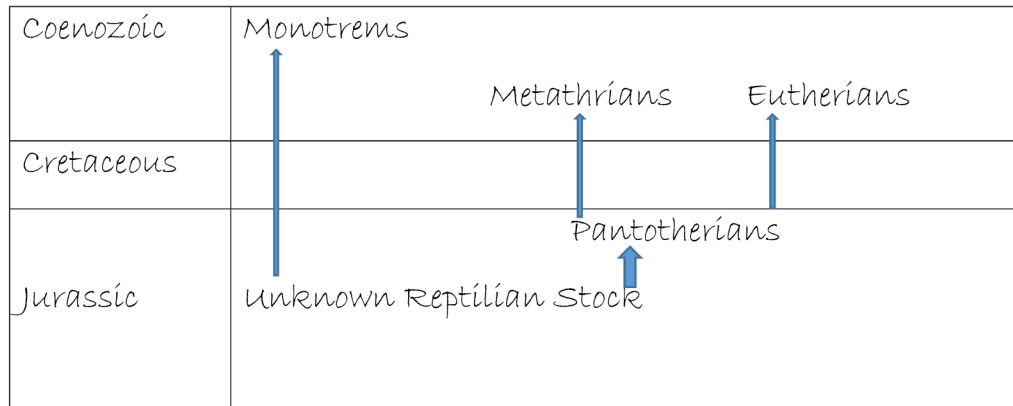 Coenozoic Monotrems
Metathrians Eutherians
Cretaceous
Pantotherians
Jurassic Unknown Reptilian Stock